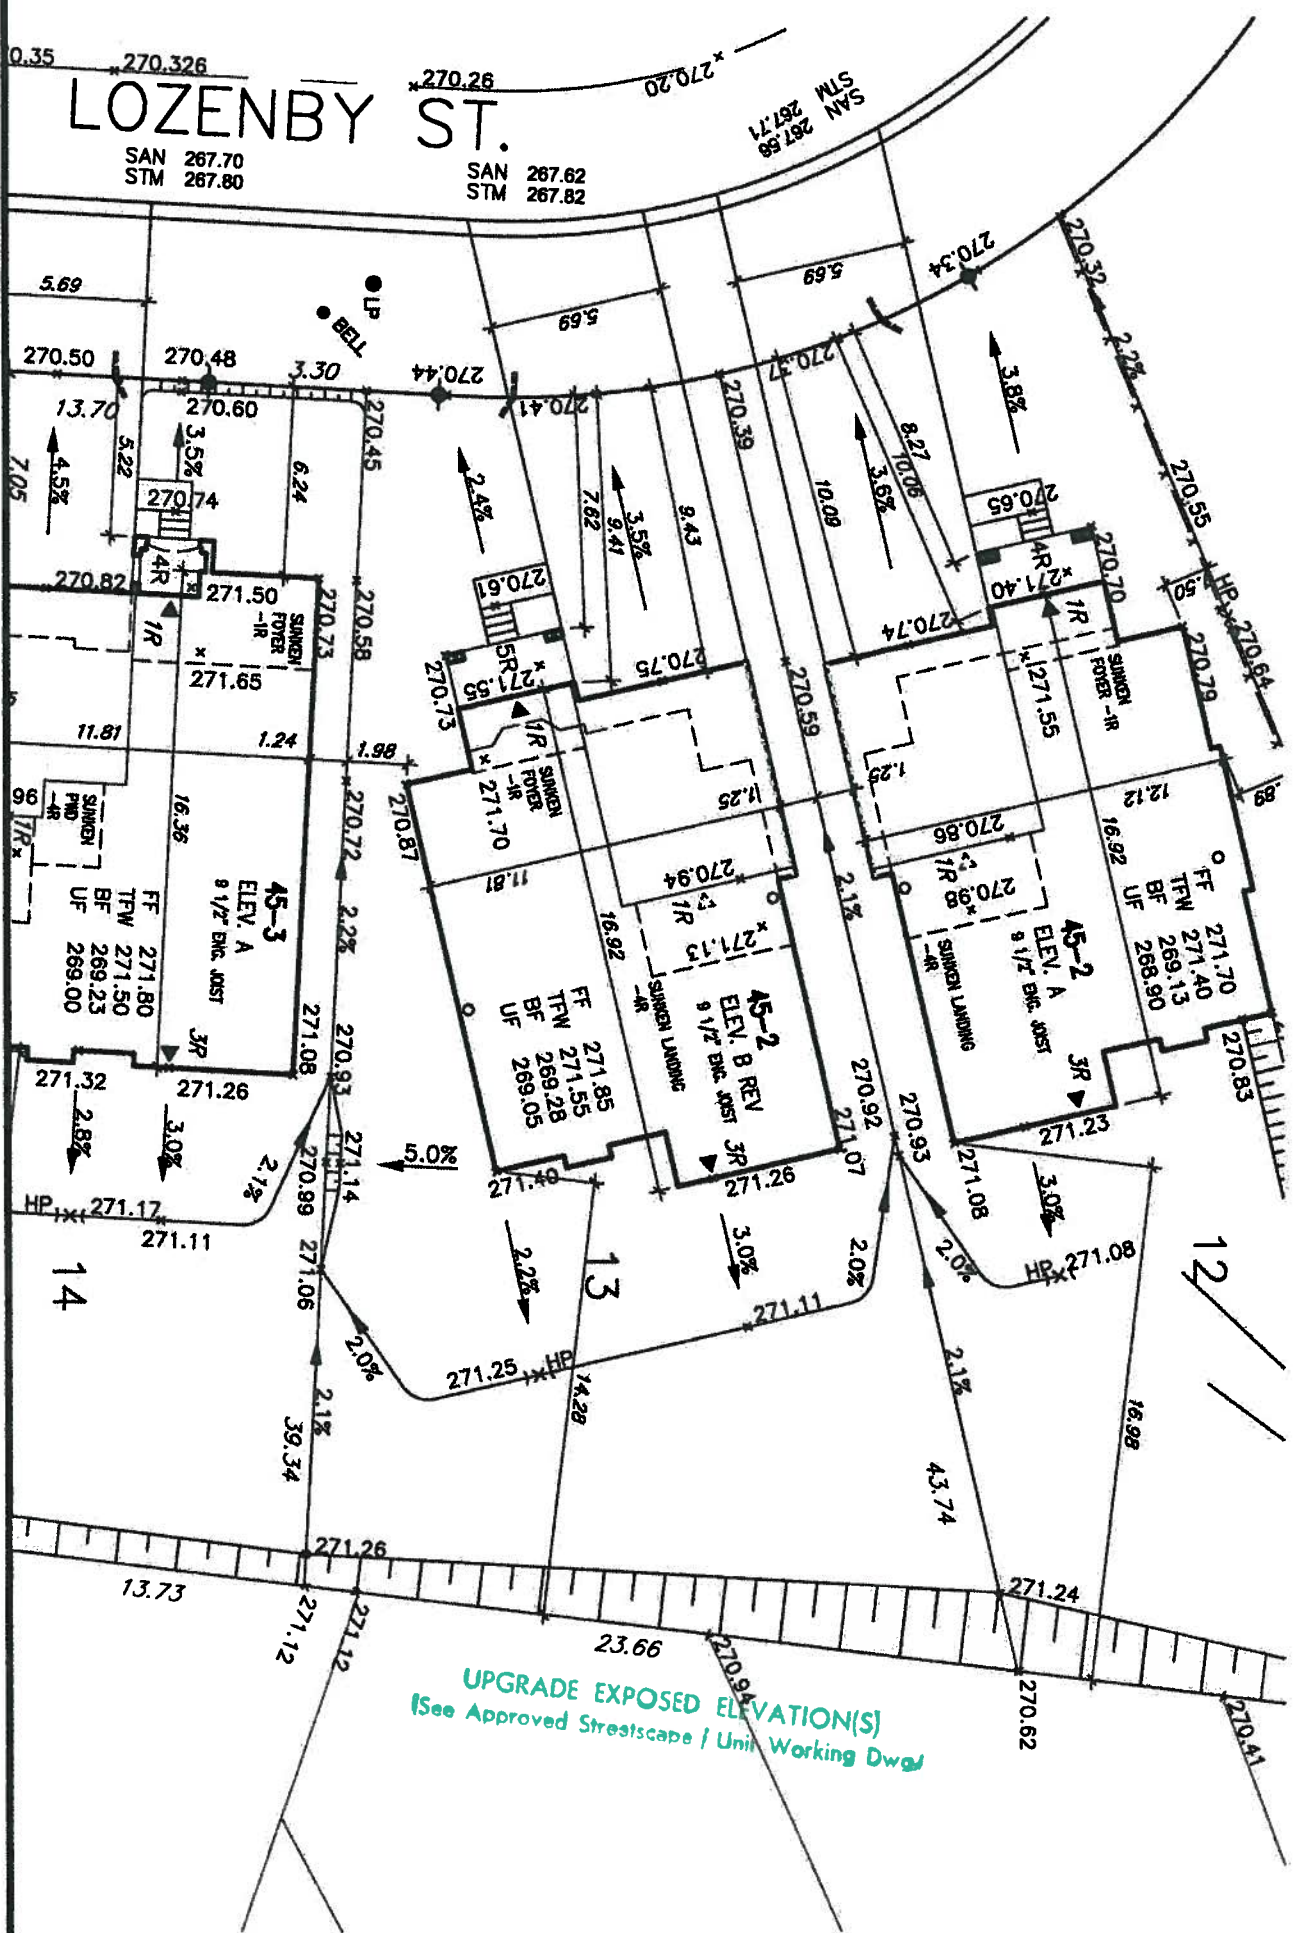 0.35
270.326
270.26
270.20
LOZENBY ST.
SAN 267.70
STM 267.80
SAN 267.62
STM 267.82
SAN 267.58
STM 267.71
5.69
LP
BELL
5.69
5.69
270.34
270.32
2.2%
270.50
270.48
3.30
270.44
270.41
270.37
270.39
3.8%
13.70
270.60
270.45
5.22
3.5%
6.24
4.5%
7.05
2.4%
7.62
9.41
3.5%
9.43
10.09
3.6%
8.27
10.06
270.55
270.74
270.65
4R
270.82
271.50
270.73
270.58
270.61
5R
271.55
270.75
270.74
271.40
4R
270.70
.50
HP
270.64
1R
SUNKEN
FOYER
-1R
271.65
270.73
1R
SUNKEN
FOYER
-1R
271.70
270.59
271.55
1R
SUNKEN
FOYER -1R
270.79
11.81
1.24
1.98
1.25
1.25
12.12
.89
96
1R
SUNKEN
PWD
-4R
16.36
270.72
270.87
11.81
16.92
270.94
1R
271.13
2.1%
270.86
1R
270.98
16.92
45-3
ELEV. A
9 1/2" ENG. JOIST
FF 271.80
TFW 271.50
BF 269.23
UF 269.00
2.2%
45-2
ELEV. B REV
9 1/2" ENG. JOIST
SUNKEN LANDING
-4R
FF 271.85
TFW 271.55
BF 269.28
UF 269.05
45-2
ELEV. A
9 1/2" ENG. JOIST
SUNKEN LANDING
-4R
FF 271.70
TFW 271.40
BF 269.13
UF 268.90
3R
271.08
270.93
271.32
271.26
2.8%
3.0%
2.1%
270.99
271.14
5.0%
271.40
3R
271.26
271.07
270.92
270.93
271.08
3R
271.23
270.83
3.0%
HP
271.17
271.11
14
271.06
2.2%
13
3.0%
2.0%
2.0%
HP
271.08
12
2.0%
271.25
HP
271.11
14.28
2.1%
39.34
2.1%
43.74
16.98
271.26
271.24
13.73
271.12
271.12
23.66
270.94
270.62
270.41
UPGRADE EXPOSED ELEVATION(S)
(See Approved Streetscape / Unit Working Dwgs)